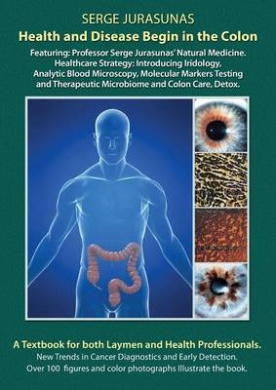 SERGE JURASUNAS
Health and Disease Begin in the Colon
Featuring: Professor Serge Jurasunas' Natural Medicine.
Healthcare Strategy: Introducing Iridology,
Analytic Blood Microscopy, Molecular Markers Testing
and Therapeutic Microbiome and Colon Care, Detox.
A Textbook for both Laymen and Health Professionals.
New Trends in Cancer Diagnostics and Early Detection.
Over 100 figures and color photographs Illustrate the book.